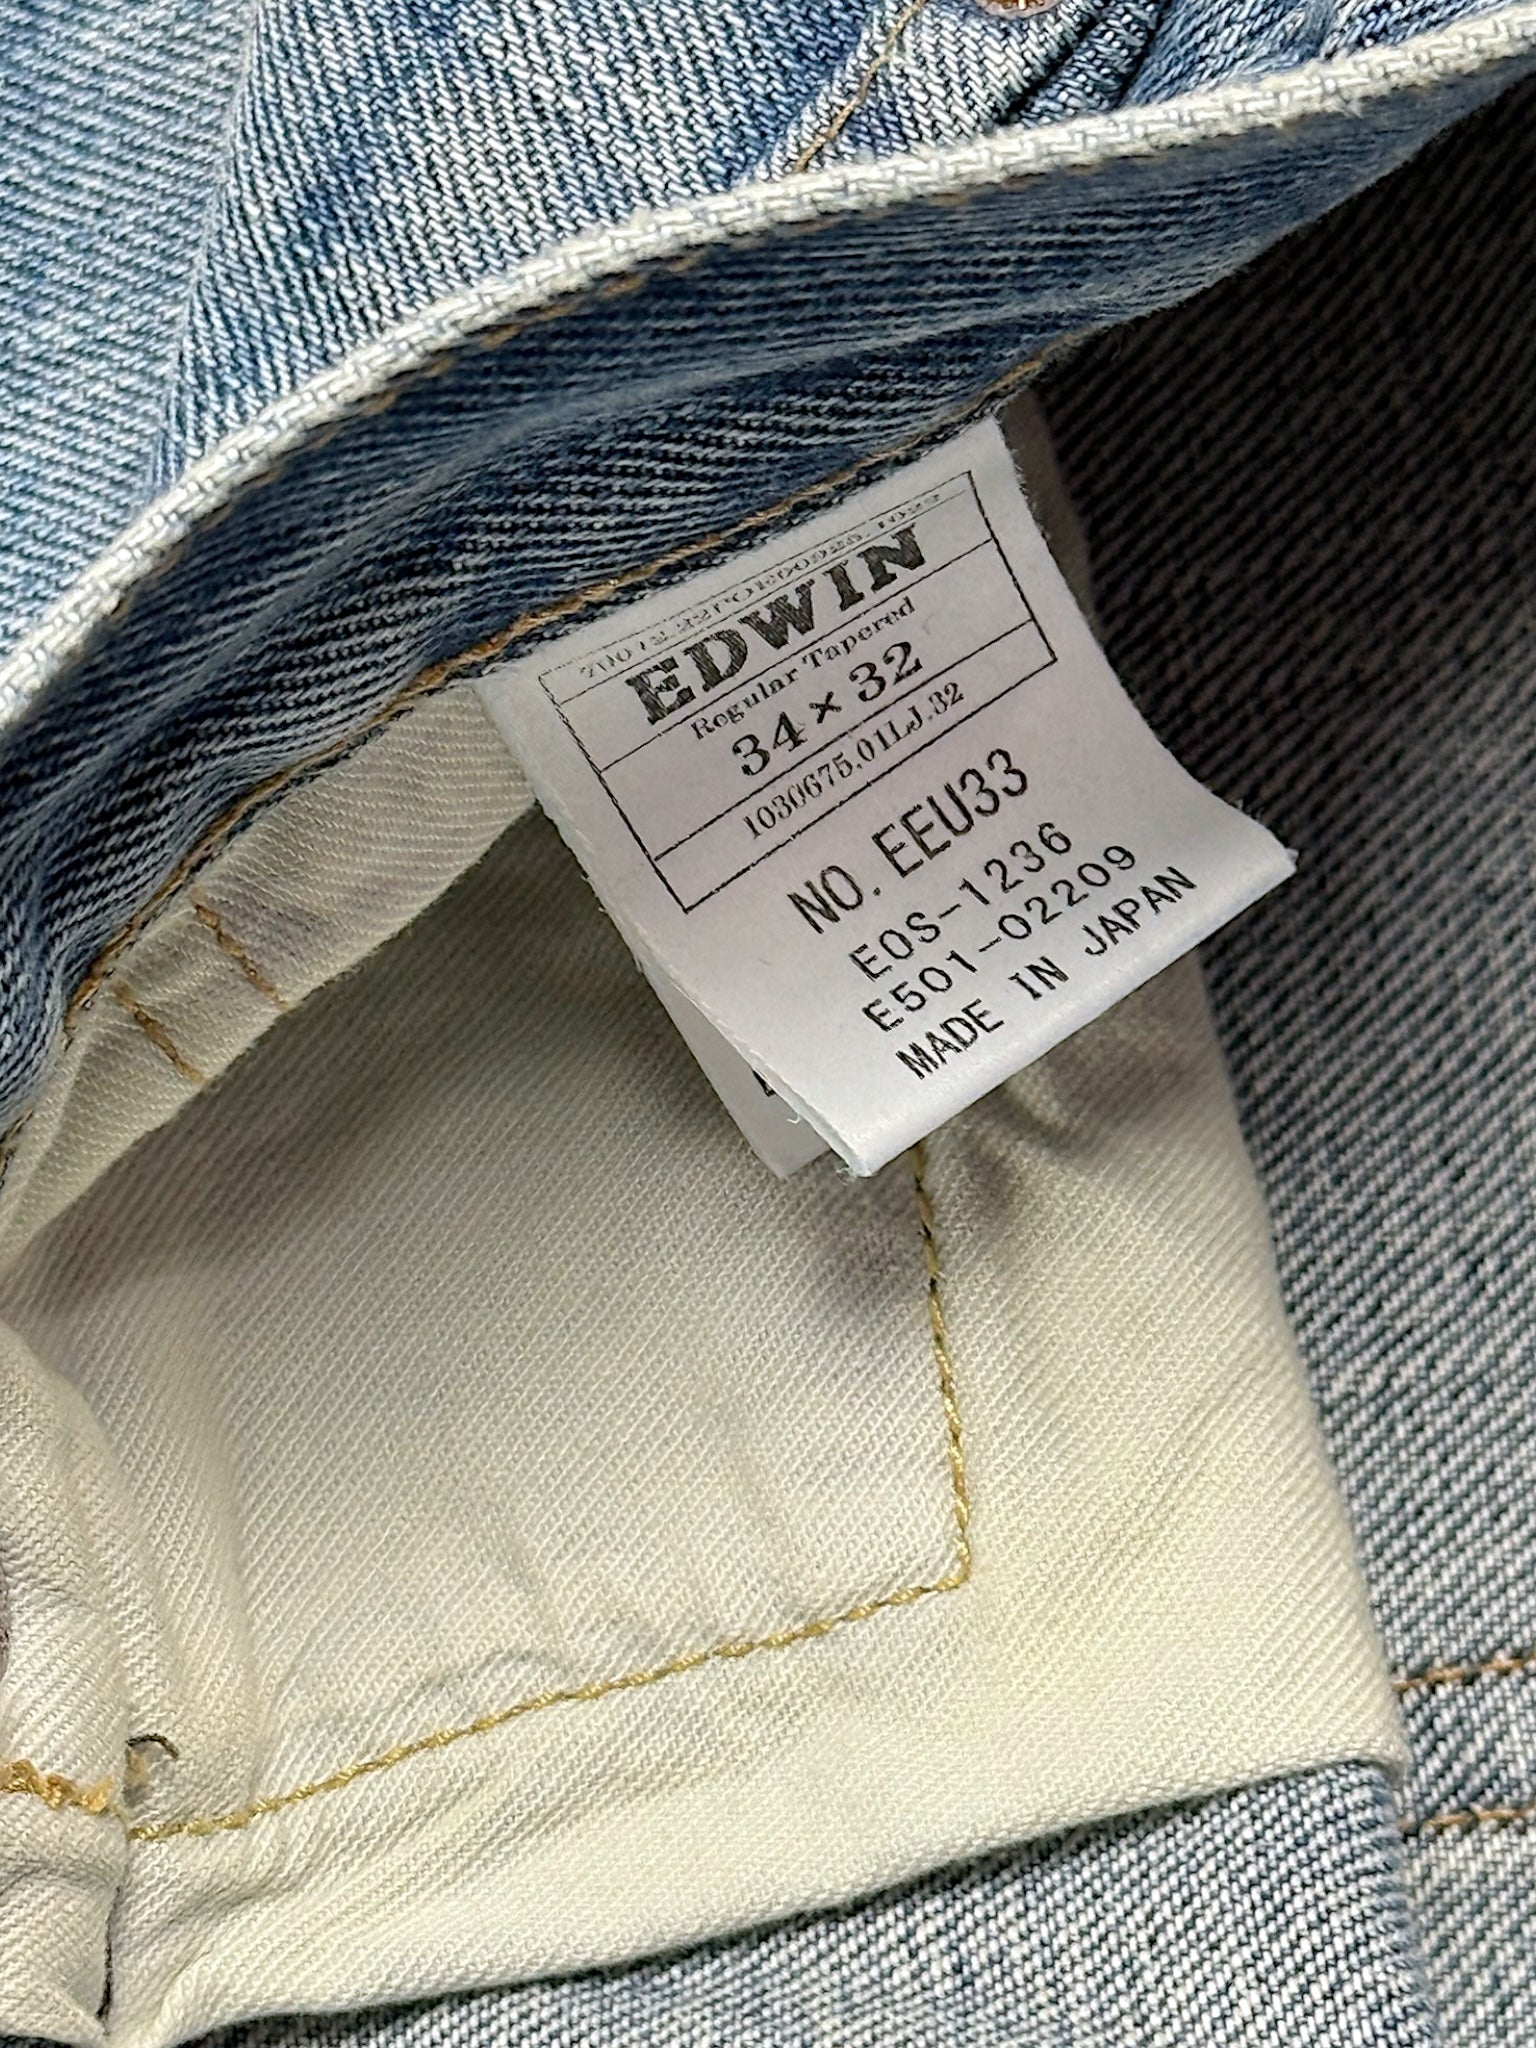 EDWIN
Regular Tapered
34 × 32
1030675.01LJ.32
NO. EEU33
EOS-1236
E501-02209
MADE IN JAPAN